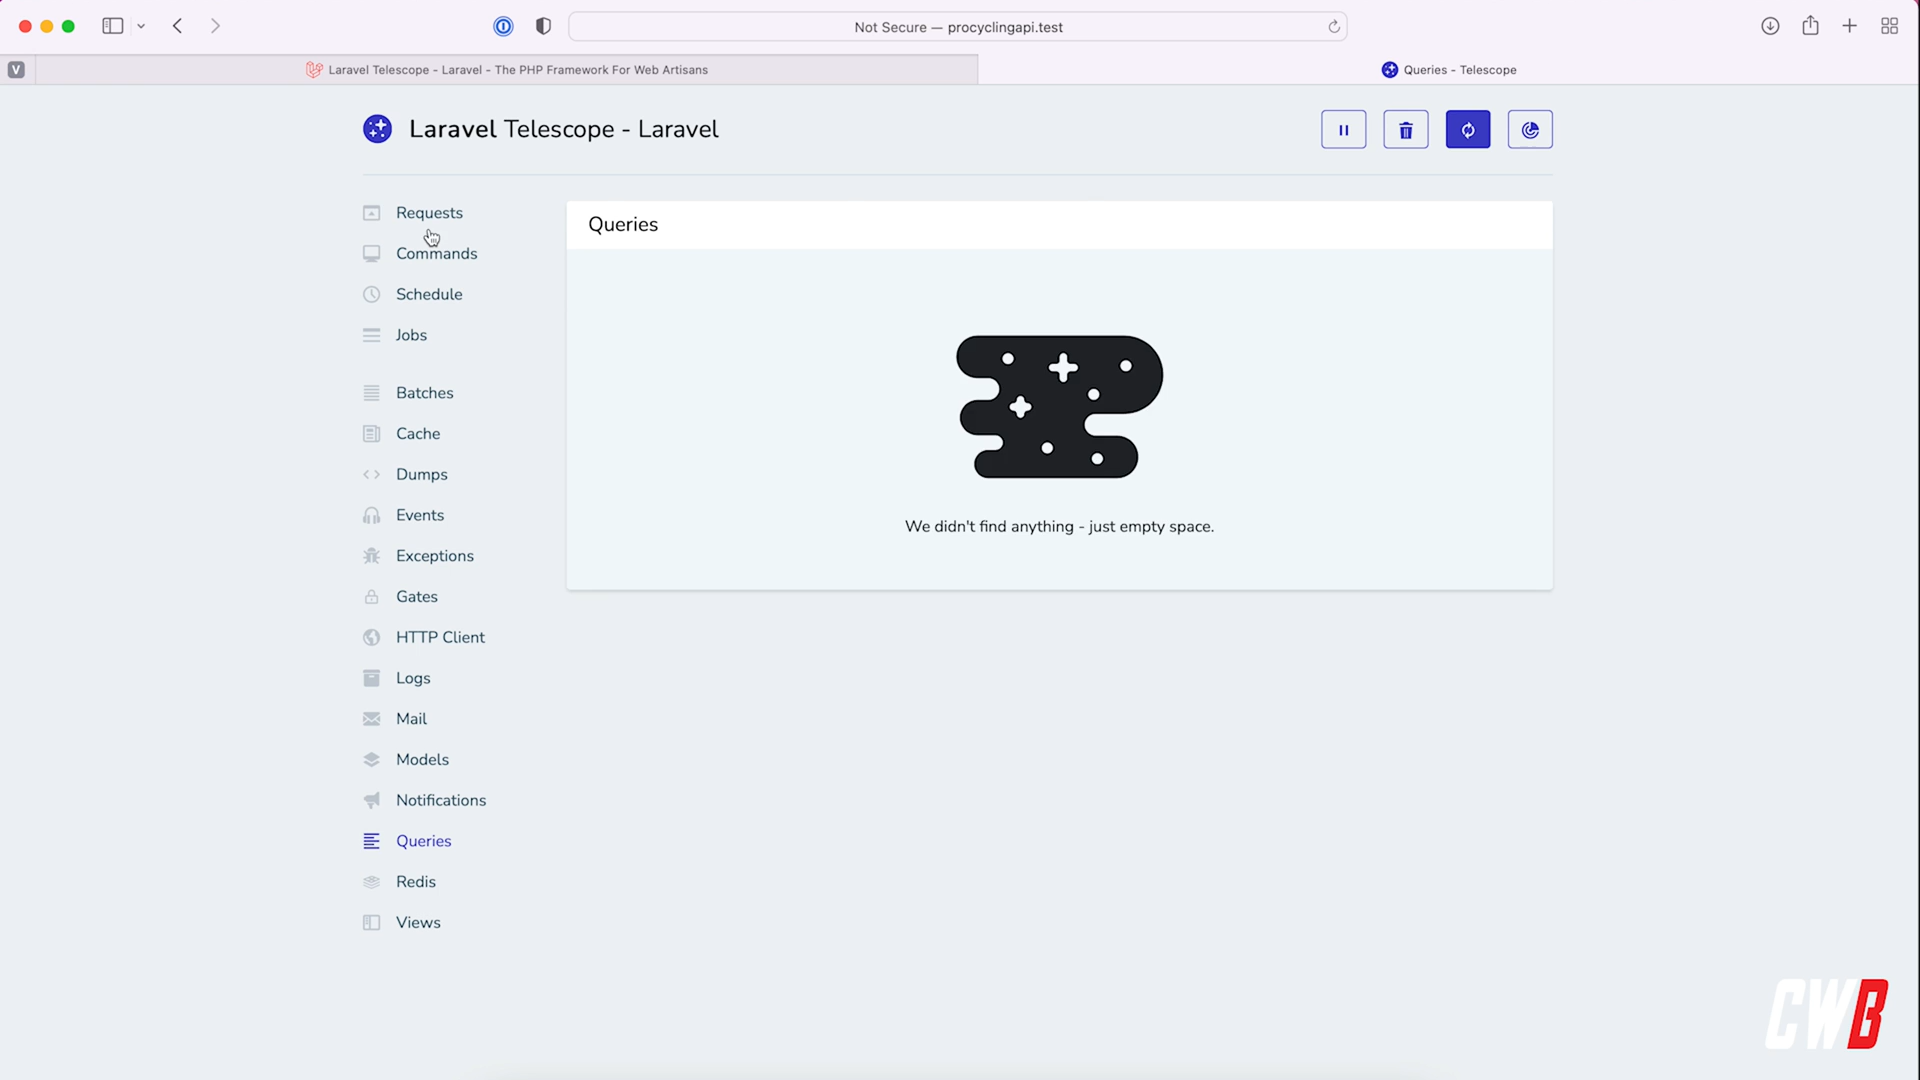 Not Secure — procyclingapi.test
V
Laravel Telescope - Laravel - The PHP Framework For Web Artisans
Queries - Telescope
Laravel Telescope - Laravel
Requests
Commands
Schedule
Jobs
Batches
Cache
Dumps
Events
Exceptions
Gates
HTTP Client
Logs
Mail
Models
Notifications
Queries
Redis
Views
Queries
We didn't find anything - just empty space.
CWB